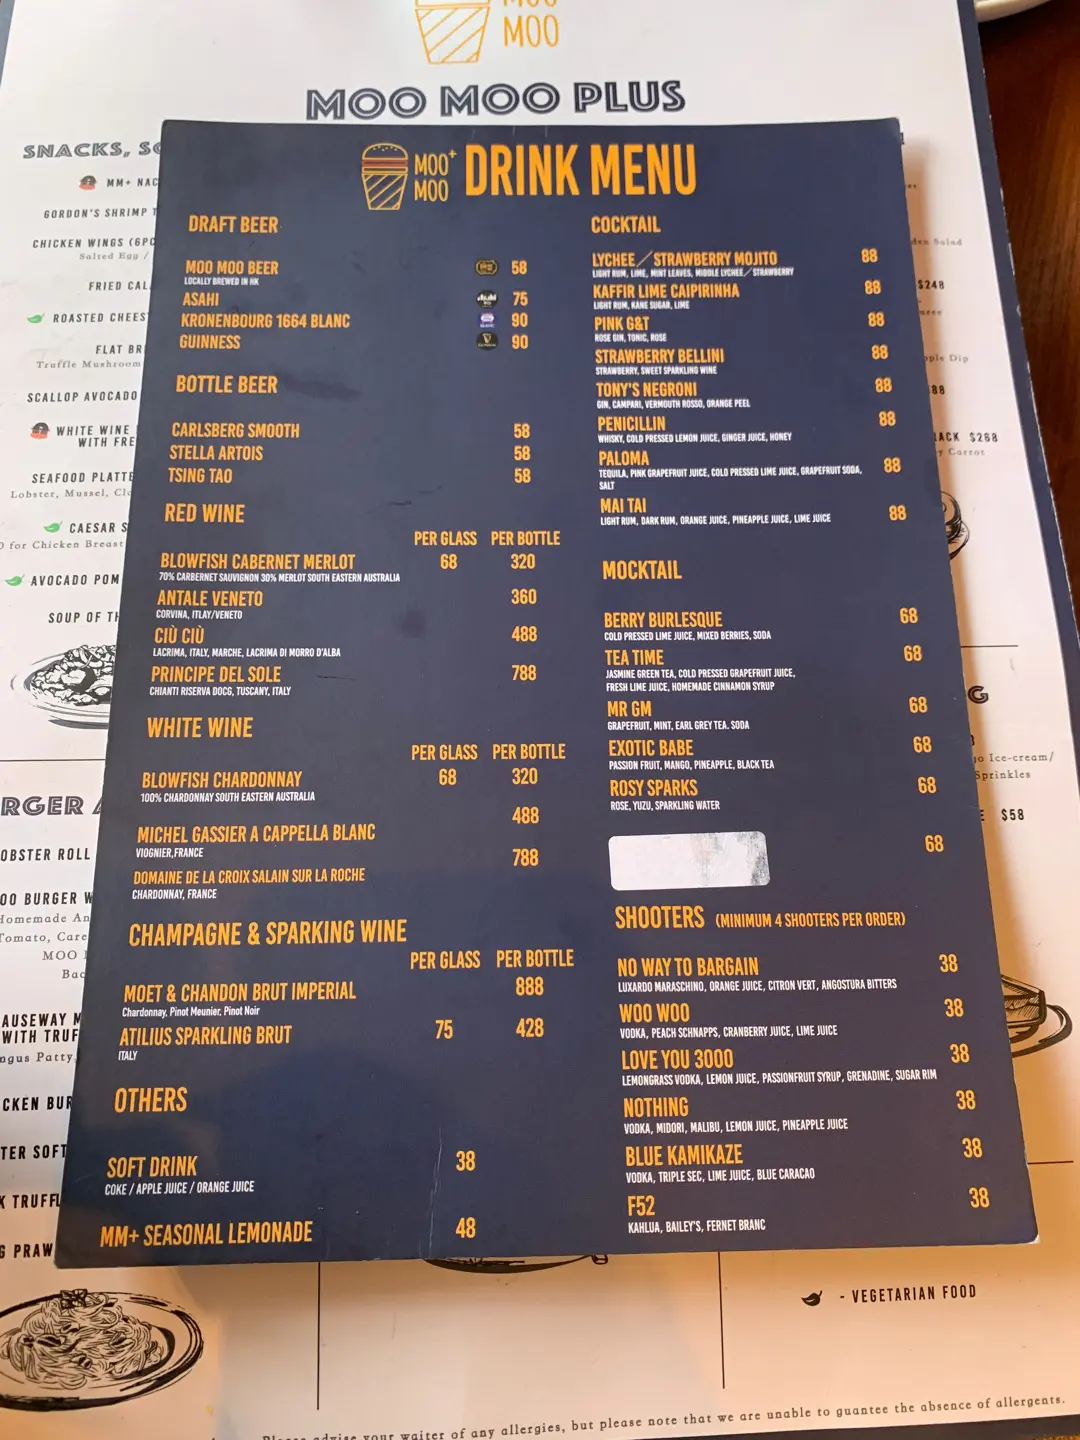 MOO
MOO
MOO MOO PLUS
SNACKS, SO
MM+ NAC
GORDON'S SHRIMP T
CHICKEN WINGS (6PC
Salted Egg /
FRIED CAL
ROASTED CHEES
FLAT BR
Truffle Mushroom
SCALLOP AVOCADO
WHITE WINE
WITH FRE
SEAFOOD PLATTE
Lobster, Mussel, Cl
CAESAR S
0 for Chicken Breast
AVOCADO POM
SOUP OF TH
RGER
OBSTER ROLL
OO BURGER W
Homemade An
Tomato, Care
MOO
Bac
AUSEWAY M
WITH TRUF
ngus Patty,
CKEN BUR
TER SOFT
K TRUFFL
G PRAW
MOO+
MOO
DRINK MENU
DRAFT BEER
MOO MOO BEER 58
LOCALLY BREWED IN HK
ASAHI 75
KRONENBOURG 1664 BLANC 90
GUINNESS 90
BOTTLE BEER
CARLSBERG SMOOTH 58
STELLA ARTOIS 58
TSING TAO 58
RED WINE
PER GLASS PER BOTTLE
BLOWFISH CABERNET MERLOT 68 320
70% CARBERNET SAUVIGNON 30% MERLOT SOUTH EASTERN AUSTRALIA
ANTALE VENETO 360
CORVINA, ITLAY/VENETO
CIÙ CIÙ 488
LACRIMA, ITALY, MARCHE, LACRIMA DI MORRO D'ALBA
PRINCIPE DEL SOLE 788
CHIANTI RISERVA DOCG, TUSCANY, ITALY
WHITE WINE
PER GLASS PER BOTTLE
BLOWFISH CHARDONNAY 68 320
100% CHARDONNAY SOUTH EASTERN AUSTRALIA
488
MICHEL GASSIER A CAPPELLA BLANC
VIOGNIER,FRANCE
788
DOMAINE DE LA CROIX SALAIN SUR LA ROCHE
CHARDONNAY, FRANCE
CHAMPAGNE & SPARKING WINE
PER GLASS PER BOTTLE
MOET & CHANDON BRUT IMPERIAL 888
Chardonnay, Pinot Meunier, Pinot Noir
ATILIUS SPARKLING BRUT 75 428
ITALY
OTHERS
SOFT DRINK 38
COKE / APPLE JUICE / ORANGE JUICE
MM+ SEASONAL LEMONADE 48
COCKTAIL
LYCHEE／STRAWBERRY MOJITO 88
LIGHT RUM, LIME, MINT LEAVES, MIDDLE LYCHEE／STRAWBERRY
KAFFIR LIME CAIPIRINHA 88
LIGHT RUM, KANE SUGAR, LIME
PINK G&T 88
ROSE GIN, TONIC, ROSE
STRAWBERRY BELLINI 88
STRAWBERRY, SWEET SPARKLING WINE
TONY'S NEGRONI 88
GIN, CAMPARI, VERMOUTH ROSSO, ORANGE PEEL
PENICILLIN 88
WHISKY, COLD PRESSED LEMON JUICE, GINGER JUICE, HONEY
PALOMA 88
TEQUILA, PINK GRAPEFRUIT JUICE, COLD PRESSED LIME JUICE, GRAPEFRUIT SODA,
SALT
MAI TAI 88
LIGHT RUM, DARK RUM, ORANGE JUICE, PINEAPPLE JUICE, LIME JUICE
MOCKTAIL
BERRY BURLESQUE 68
COLD PRESSED LIME JUICE, MIXED BERRIES, SODA
TEA TIME 68
JASMINE GREEN TEA, COLD PRESSED GRAPEFRUIT JUICE,
FRESH LIME JUICE, HOMEMADE CINNAMON SYRUP
MR GM 68
GRAPEFRUIT, MINT, EARL GREY TEA. SODA
EXOTIC BABE 68
PASSION FRUIT, MANGO, PINEAPPLE, BLACK TEA
ROSY SPARKS 68
ROSE, YUZU, SPARKLING WATER
68
SHOOTERS (MINIMUM 4 SHOOTERS PER ORDER)
NO WAY TO BARGAIN 38
LUXARDO MARASCHINO, ORANGE JUICE, CITRON VERT, ANGOSTURA BITTERS
WOO WOO 38
VODKA, PEACH SCHNAPPS, CRANBERRY JUICE, LIME JUICE
LOVE YOU 3000 38
LEMONGRASS VODKA, LEMON JUICE, PASSIONFRUIT SYRUP, GRENADINE, SUGAR RIM
NOTHING 38
VODKA, MIDORI, MALIBU, LEMON JUICE, PINEAPPLE JUICE
BLUE KAMIKAZE 38
VODKA, TRIPLE SEC, LIME JUICE, BLUE CARACAO
F52 38
KAHLUA, BAILEY'S, FERNET BRANC
den Salad
$248
ple Dip
88
ACK $268
y Carrot
G
go Ice-cream/
Sprinkles
E $58
- VEGETARIAN FOOD
Please advise your waiter of any allergies, but please note that we are unable to guantee the absence of allergents.